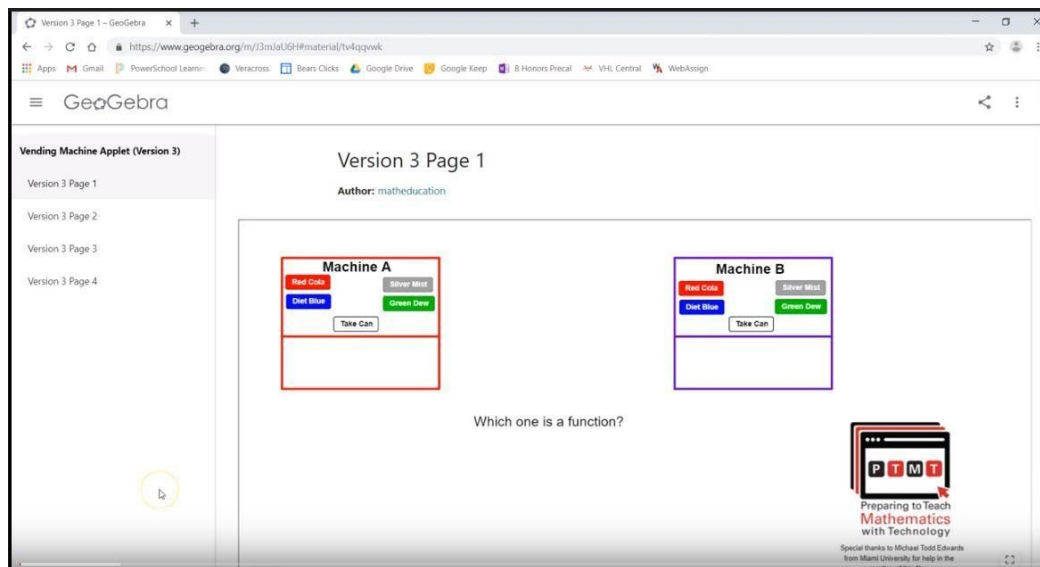 Version 3 Page 1 – GeoGebra
https://www.geogebra.org/m/J3mJaU6H#material/tv4qqvwk
Apps Gmail PowerSchool Learnin Veracross Bears Clicks Google Drive Google Keep B Honors Precal VHL Central WebAssign
GeoGebra
Vending Machine Applet (Version 3)
Version 3 Page 1
Version 3 Page 2
Version 3 Page 3
Version 3 Page 4
Version 3 Page 1
Author: matheducation
Machine A
Red Cola Silver Mist
Diet Blue Green Dew
Take Can
Machine B
Red Cola Silver Mist
Diet Blue Green Dew
Take Can
Which one is a function?
PTMT
Preparing to Teach
Mathematics
with Technology
Special thanks to Michael Todd Edwards
from Miami University for help in the